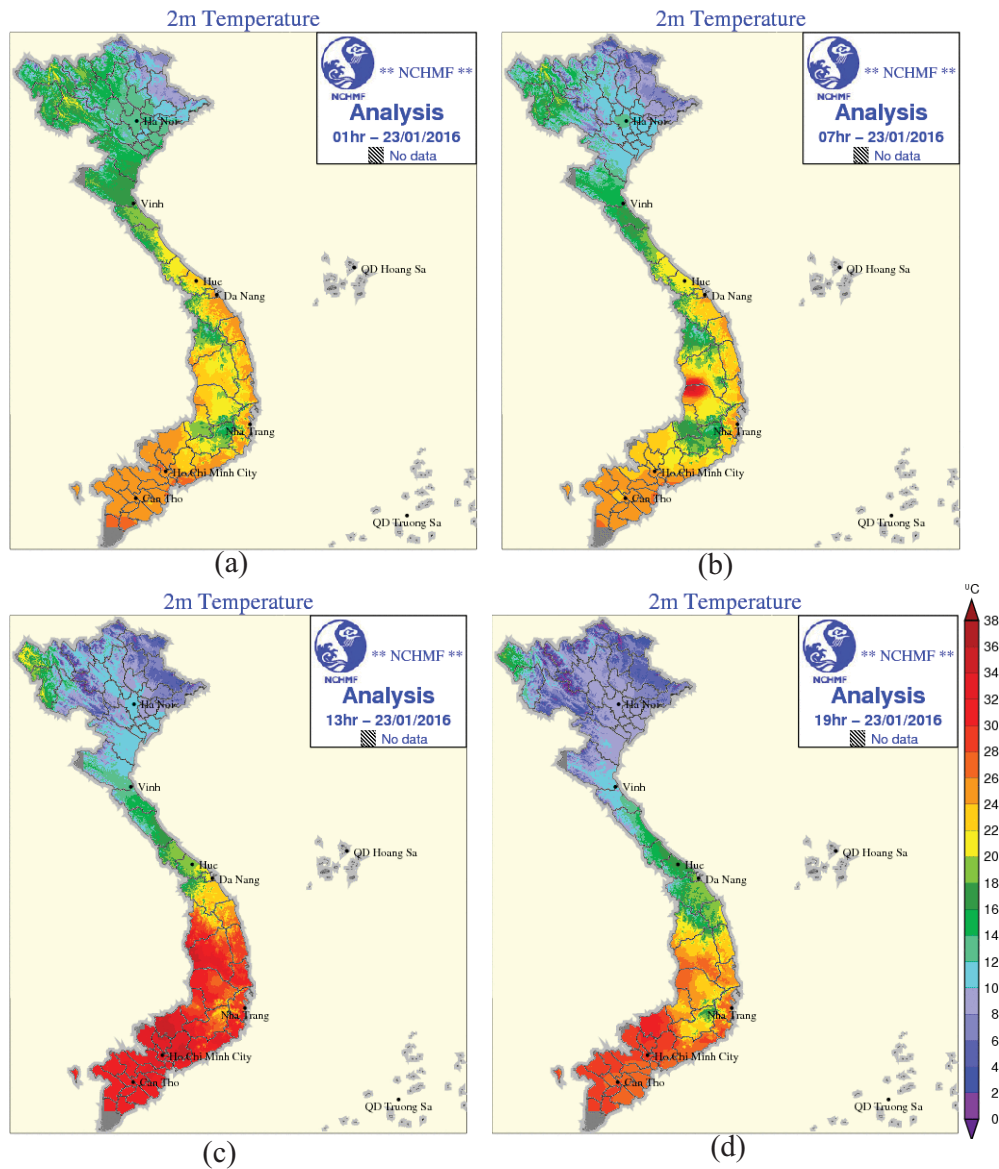 2m Temperature
NCHMF
** NCHMF **
Analysis
01hr – 23/01/2016
No data
Ha Noi
Vinh
QD Hoang Sa
Hue
Da Nang
Nha Trang
Ho Chi Minh City
Can Tho
QD Truong Sa
(a)
2m Temperature
NCHMF
** NCHMF **
Analysis
07hr – 23/01/2016
No data
Ha Noi
Vinh
QD Hoang Sa
Hue
Da Nang
Nha Trang
Ho Chi Minh City
Can Tho
QD Truong Sa
(b)
2m Temperature
NCHMF
** NCHMF **
Analysis
13hr – 23/01/2016
No data
Ha Noi
Vinh
QD Hoang Sa
Hue
Da Nang
Nha Trang
Ho Chi Minh City
Can Tho
QD Truong Sa
(c)
2m Temperature
NCHMF
** NCHMF **
Analysis
19hr – 23/01/2016
No data
Ha Noi
Vinh
QD Hoang Sa
Hue
Da Nang
Nha Trang
Ho Chi Minh City
Can Tho
QD Truong Sa
(d)
⁰C
38
36
34
32
30
28
26
24
22
20
18
16
14
12
10
8
6
4
2
0